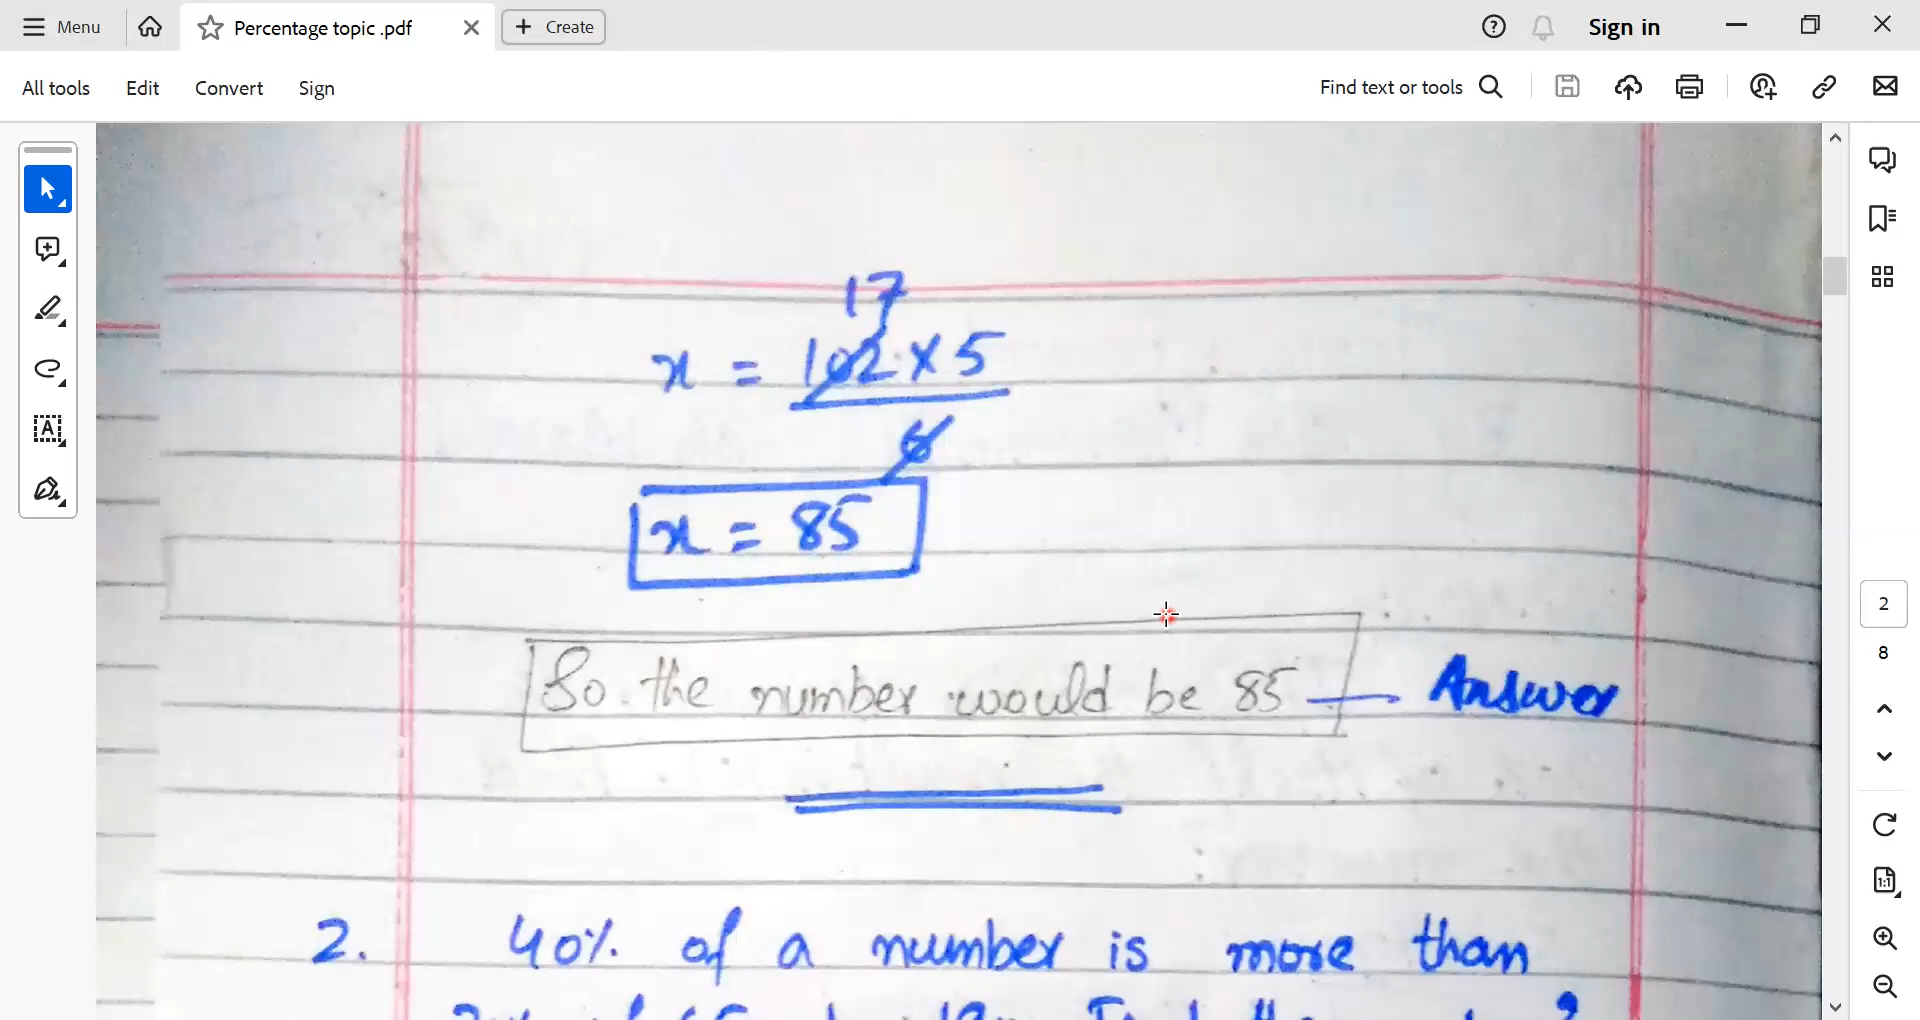 Menu
Percentage topic .pdf
Create
Sign in
All tools
Edit
Convert
Sign
Find text or tools
17
x = 102 × 5
6
x = 85
So. the number would be 85 — Answer
2. 40% of a number is more than
2
8